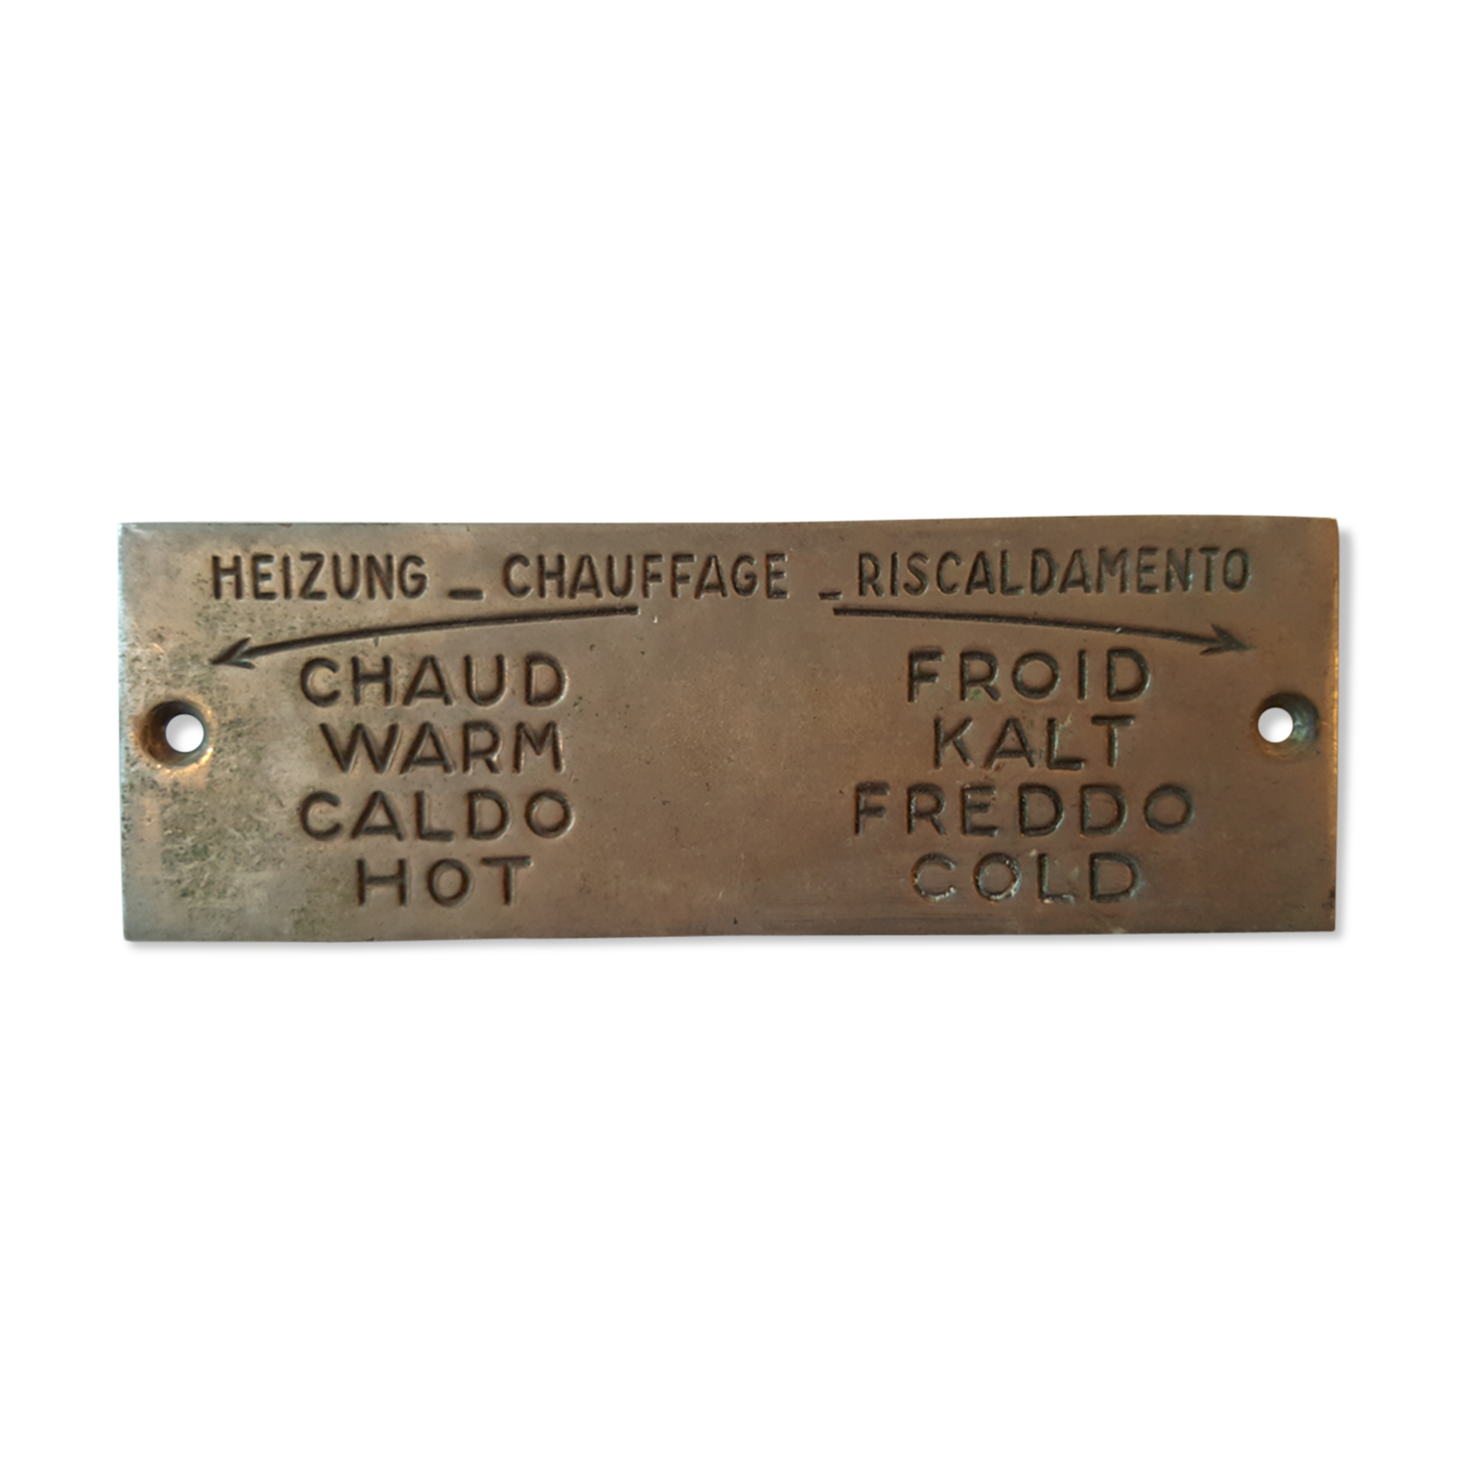 HEIZUNG _ CHAUFFAGE _ RISCALDAMENTO
CHAUD
WARM
CALDO
HOT
FROID
KALT
FREDDO
COLD